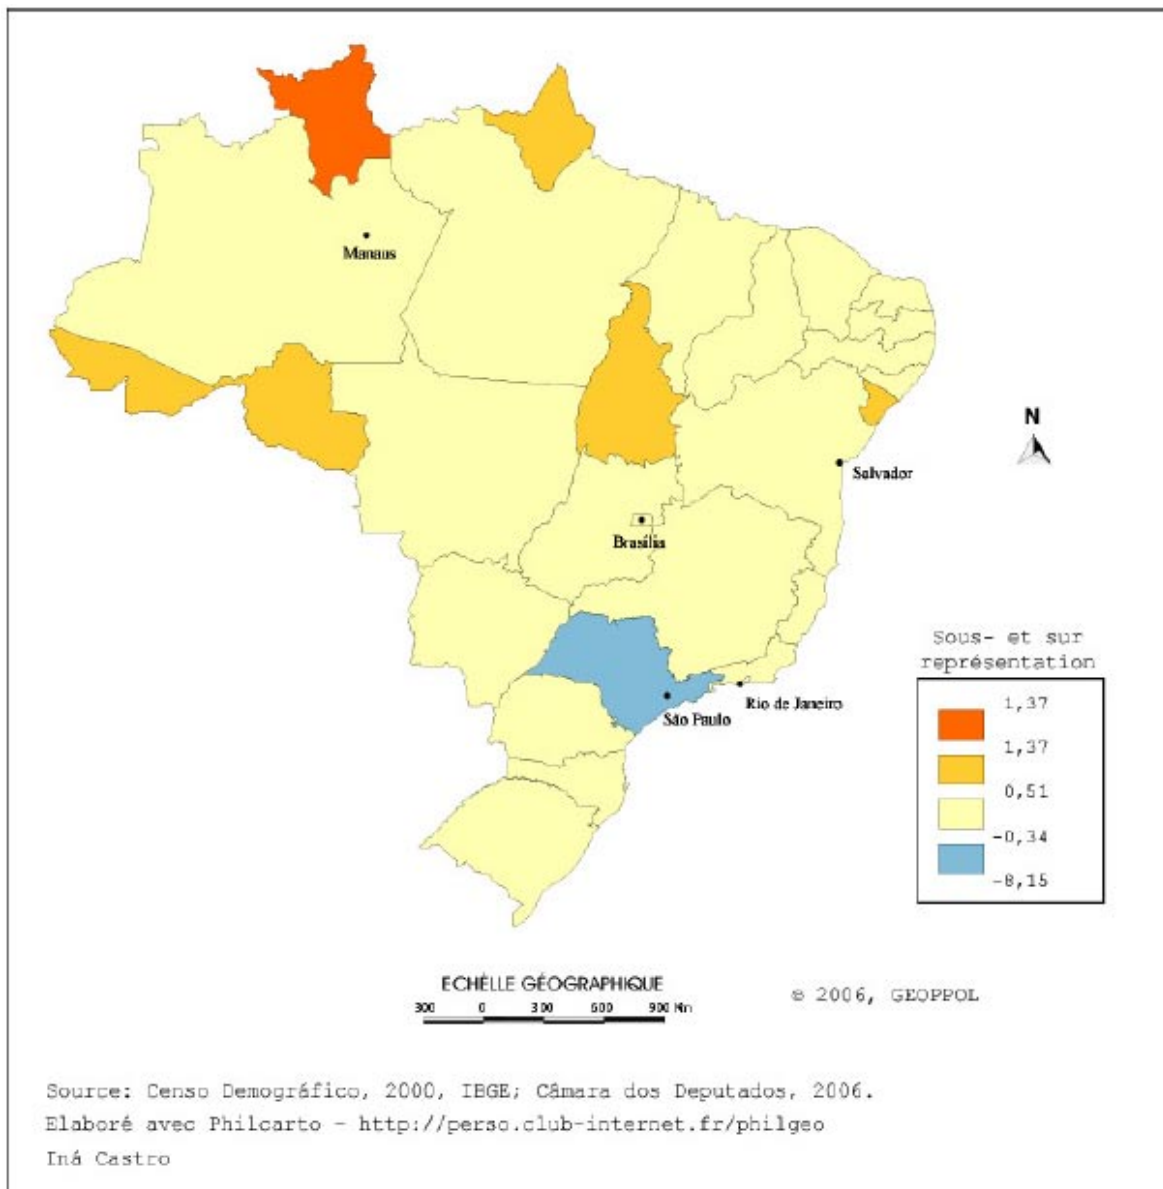 Manaus
N
Salvador
Brasília
Sous- et sur
représentation
1,37
1,37
0,51
-0,34
-8,15
São Paulo
Rio de Janeiro
ECHÉLLE GÉOGRAPHIQUE
300 0 300 600 900 Km
© 2006, GEOPPOL
Source: Censo Demográfico, 2000, IBGE; Câmara dos Deputados, 2006.
Elaboré avec Philcarto - http://perso.club-internet.fr/philgeo
Iná Castro